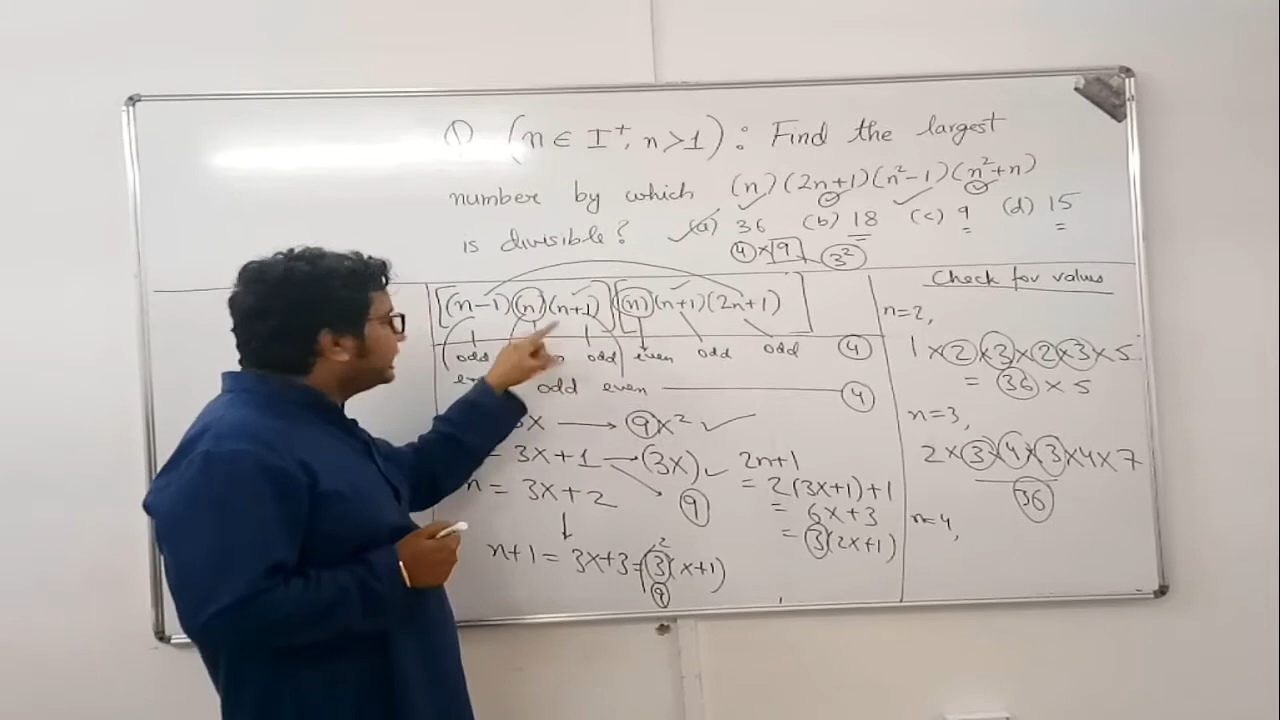 1) (n ∈ I⁺, n>1) : Find the largest
number by which (n)(2n+1)(n²-1)(n²+n)
is divisible? (a) 36 (b) 18 (c) 9 (d) 15
4×9 3²
[(n-1)(n)(n+1)][(n)(n+1)(2n+1)]
odd odd even odd odd 4
odd even 4
3x → 9x² ✓
3x+1 → (3x) ✓
n = 3x+2 9
↓
n+1 = 3x+3 = 3(x+1)
2
9
2n+1
= 2(3x+1)+1
= 6x+3
= 3(2x+1)
Check for values
n=2,
1×2×3×2×3×5
= 36×5
n=3,
2×3×4×3×4×7
36
n=4,